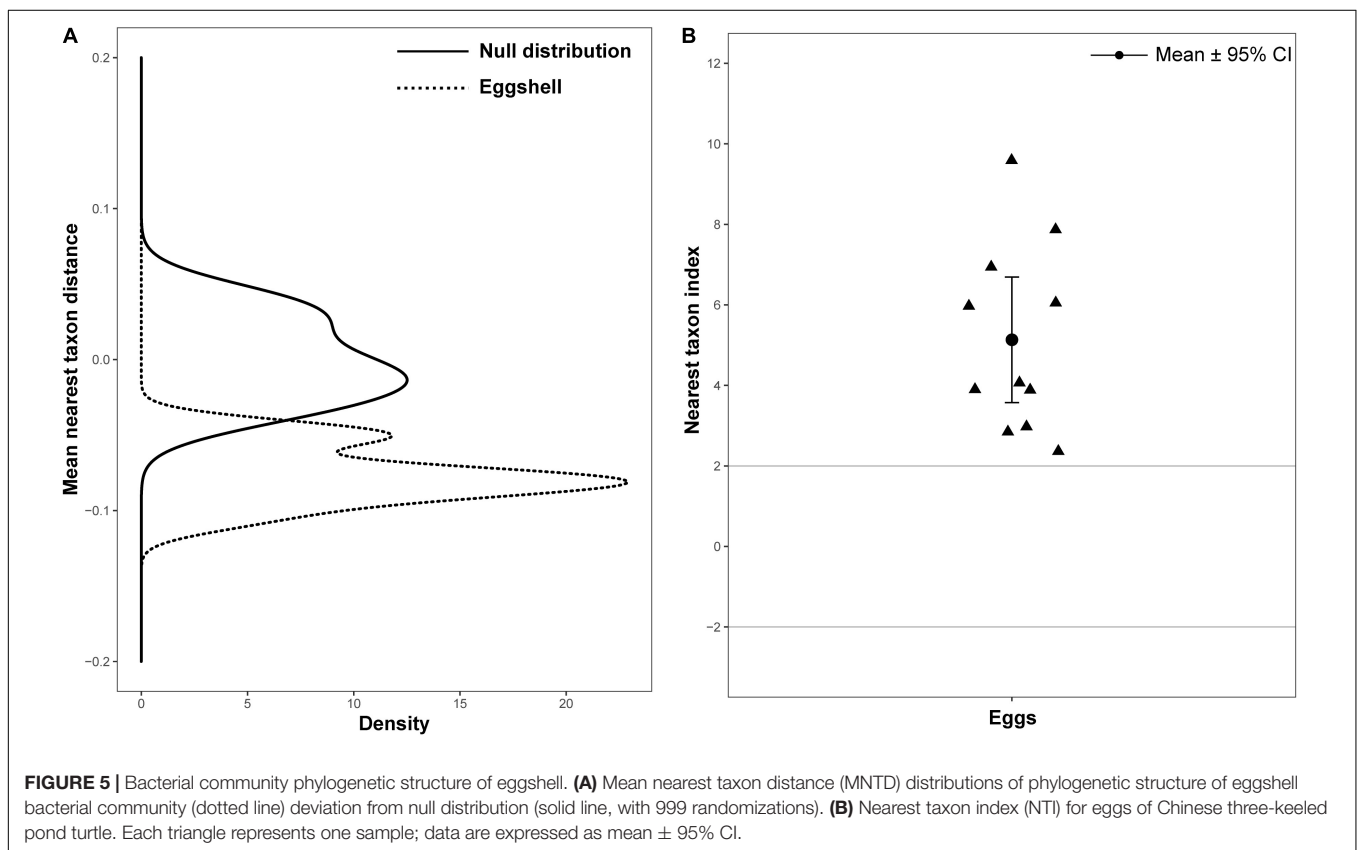 A
Null distribution
Eggshell
0.2
0.1
0.0
−0.1
−0.2
Mean nearest taxon distance
0
5
10
15
20
Density
B
Mean ± 95% CI
12
10
8
6
4
2
0
−2
Nearest taxon index
Eggs
FIGURE 5 | Bacterial community phylogenetic structure of eggshell. (A) Mean nearest taxon distance (MNTD) distributions of phylogenetic structure of eggshell
bacterial community (dotted line) deviation from null distribution (solid line, with 999 randomizations). (B) Nearest taxon index (NTI) for eggs of Chinese three-keeled
pond turtle. Each triangle represents one sample; data are expressed as mean ± 95% CI.